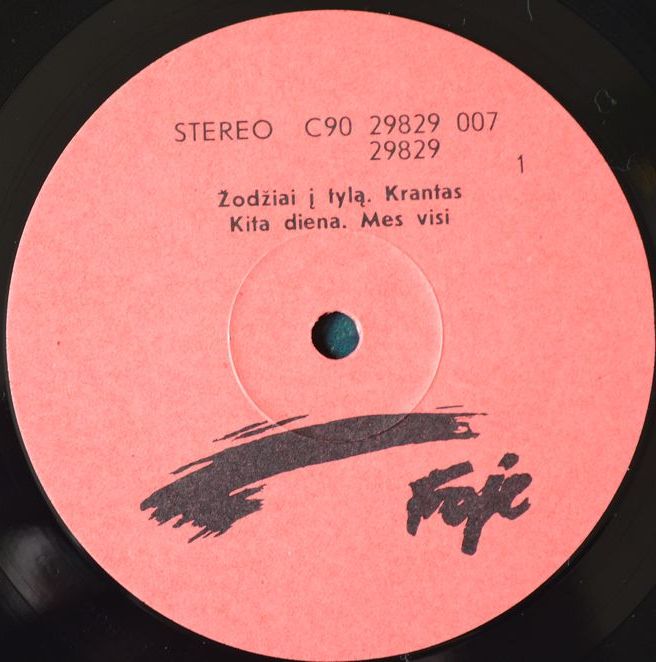 STEREO C90 29829 007
29829
1
Žodžiai į tylą. Krantas
Kita diena. Mes visi
Foje